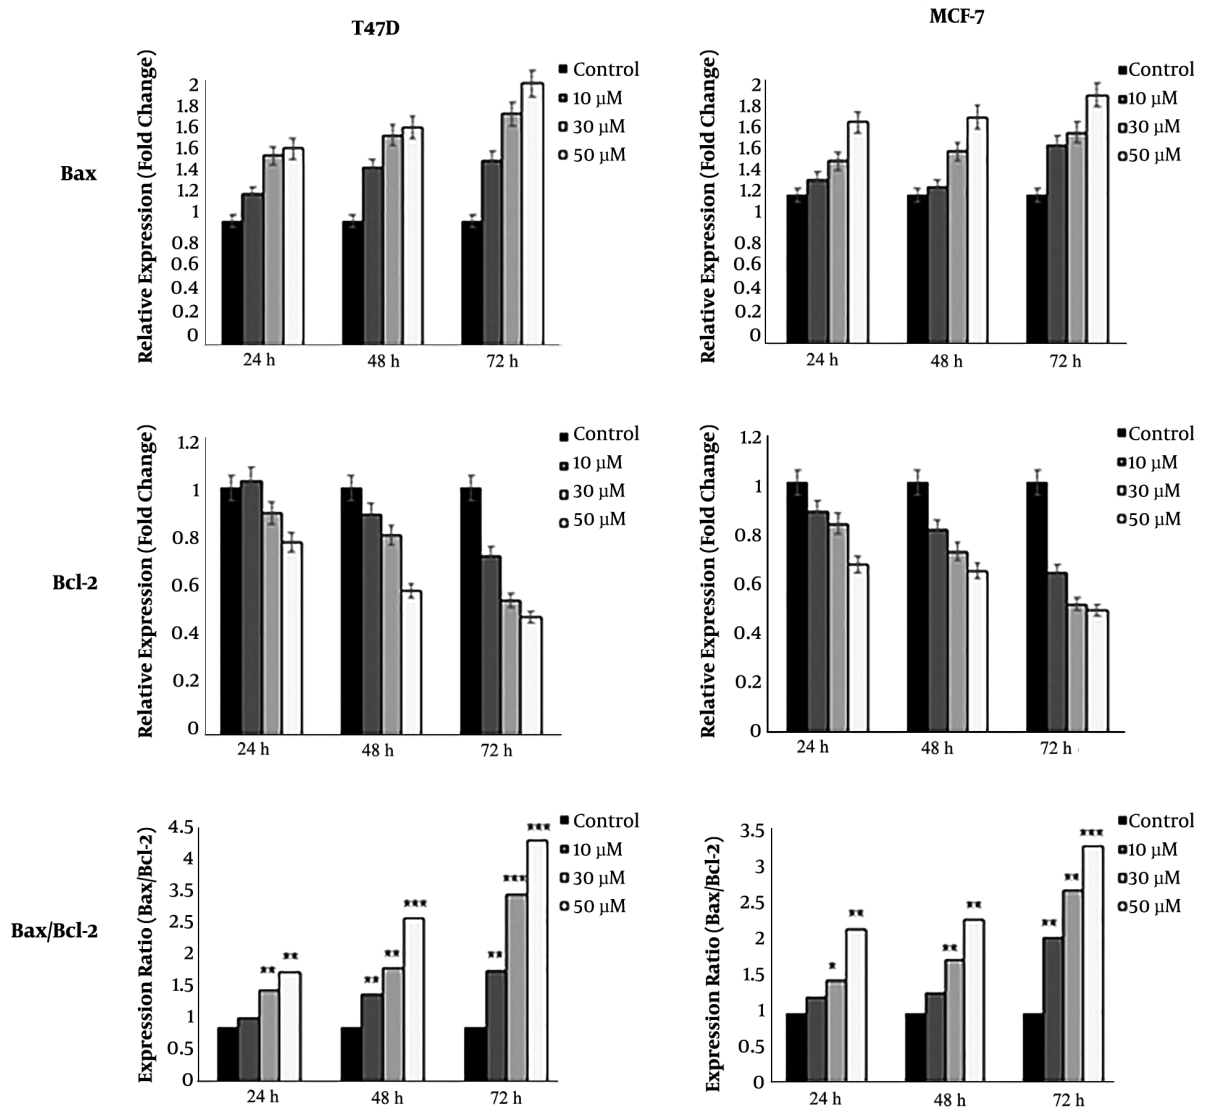 T47D
MCF-7
Bax
Relative Expression (Fold Change)
2
1.8
1.6
1.6
1.4
1.2
1
0.8
0.6
0.4
0.2
0
24 h
48 h
72 h
Control
10 µM
30 µM
50 µM
Relative Expression (Fold Change)
2
1.8
1.6
1.6
1.4
1.2
1
0.8
0.6
0.4
0.2
0
24 h
48 h
72 h
Control
10 µM
30 µM
50 µM
Bcl-2
Relative Expression (Fold Change)
1.2
1
0.8
0.6
0.4
0.2
0
24 h
48 h
72 h
Control
10 µM
30 µM
50 µM
Relative Expression (Fold Change)
1.2
1
0.8
0.6
0.4
0.2
0
24 h
48 h
72 h
Control
10 µM
30 µM
50 µM
Bax/Bcl-2
Expression Ratio (Bax/Bcl-2)
4.5
4
3.5
2.5
2
1.5
1
0.5
0
** ** ** ** *** ** *** ***
24 h
48 h
72 h
Control
10 µM
30 µM
50 µM
Expression Ratio (Bax/Bcl-2)
3.5
3
2.5
2
1.5
1
0.5
0
* ** ** ** ** ** ***
24 h
48 h
72 h
Control
10 µM
30 µM
50 µM